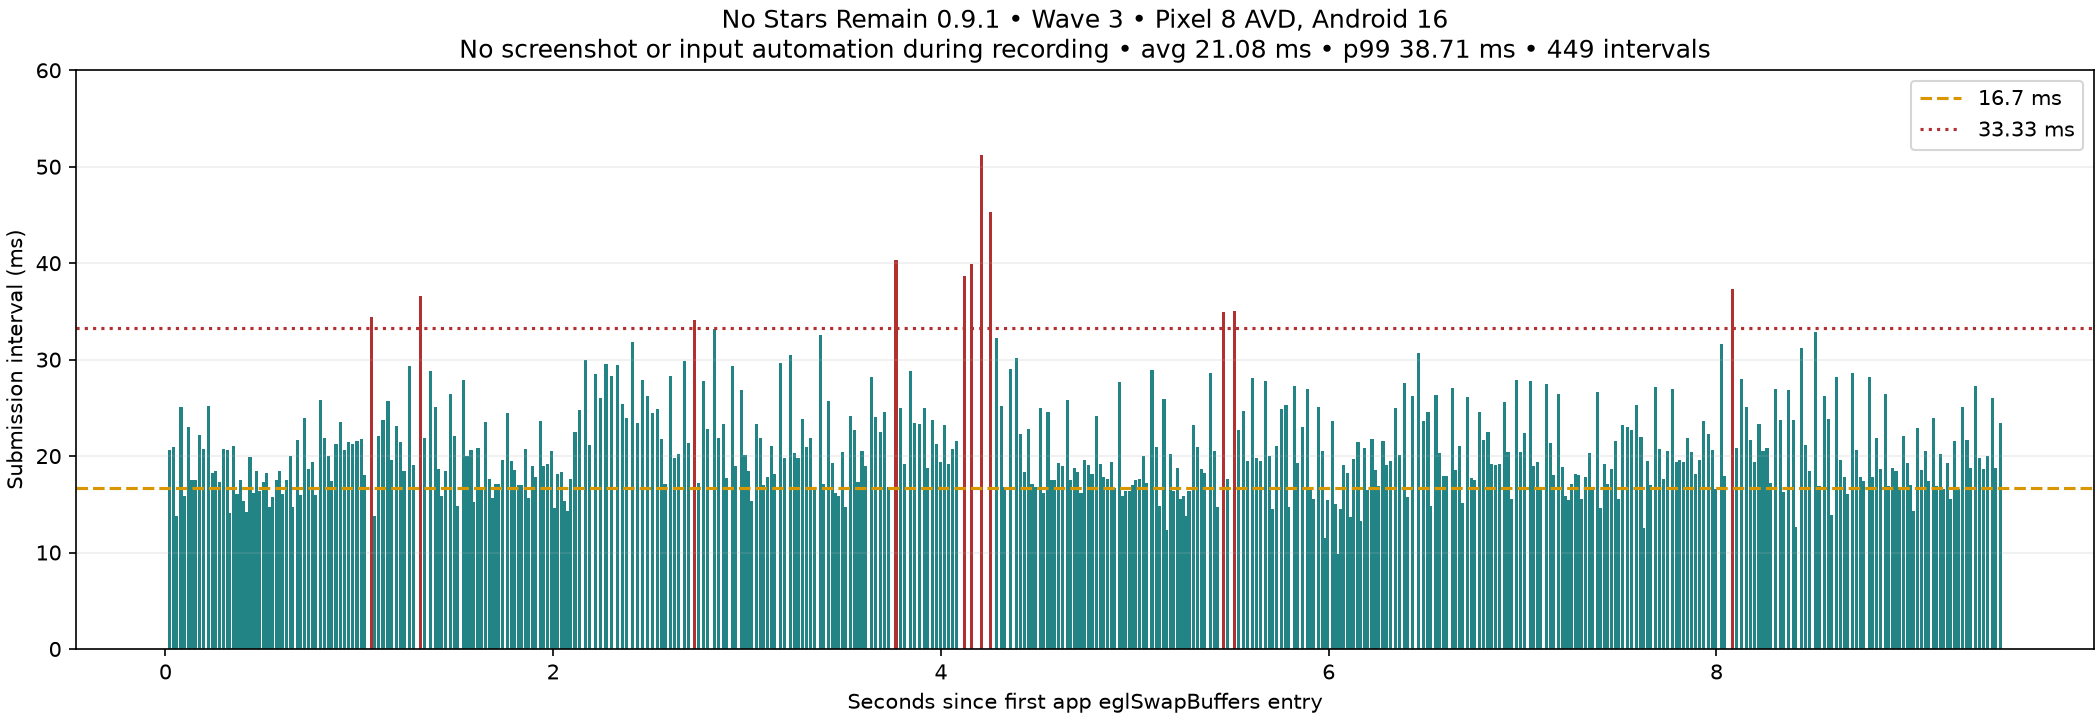 No Stars Remain 0.9.1 • Wave 3 • Pixel 8 AVD, Android 16
No screenshot or input automation during recording • avg 21.08 ms • p99 38.71 ms • 449 intervals
16.7 ms
33.33 ms
Submission interval (ms)
60
50
40
30
20
10
0
0 2 4 6 8
Seconds since first app eglSwapBuffers entry